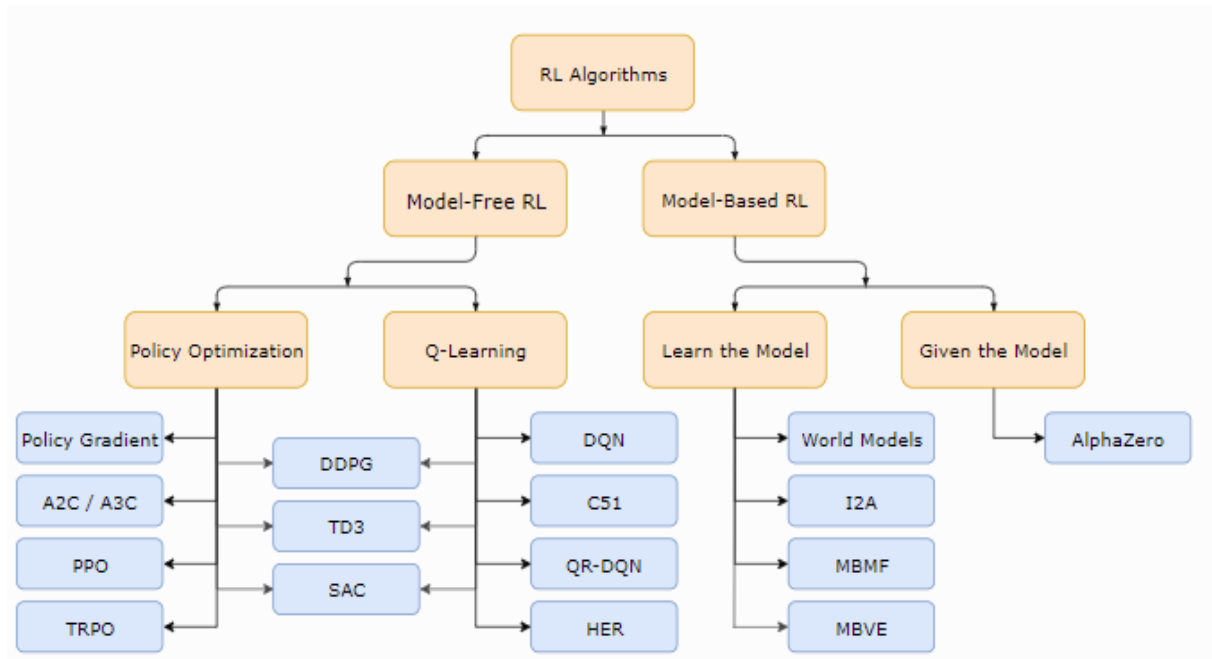 RL Algorithms
Model-Free RL
Model-Based RL
Policy Optimization
Q-Learning
Learn the Model
Given the Model
Policy Gradient
DDPG
DQN
World Models
AlphaZero
A2C / A3C
TD3
C51
I2A
PPO
SAC
QR-DQN
MBMF
TRPO
HER
MBVE